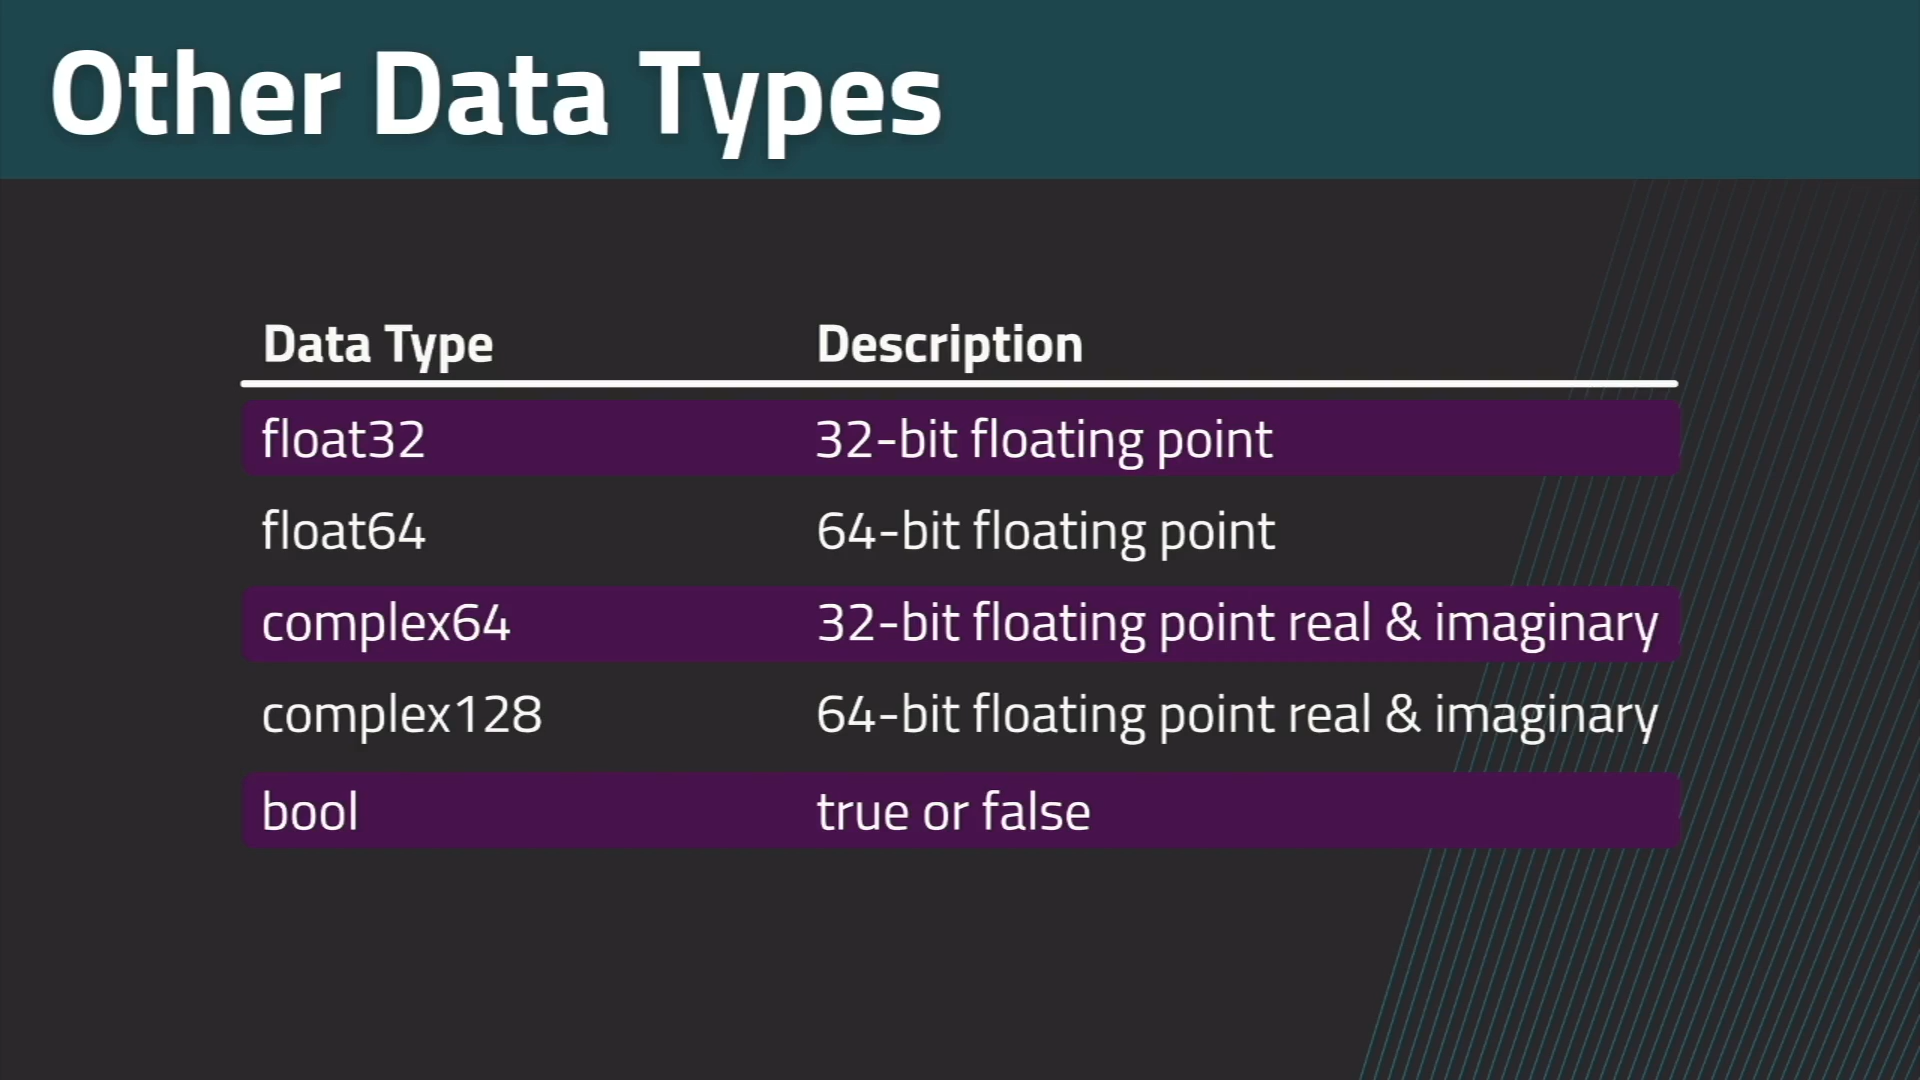 Other Data Types
Data Type Description
float32 32-bit floating point
float64 64-bit floating point
complex64 32-bit floating point real & imaginary
complex128 64-bit floating point real & imaginary
bool true or false